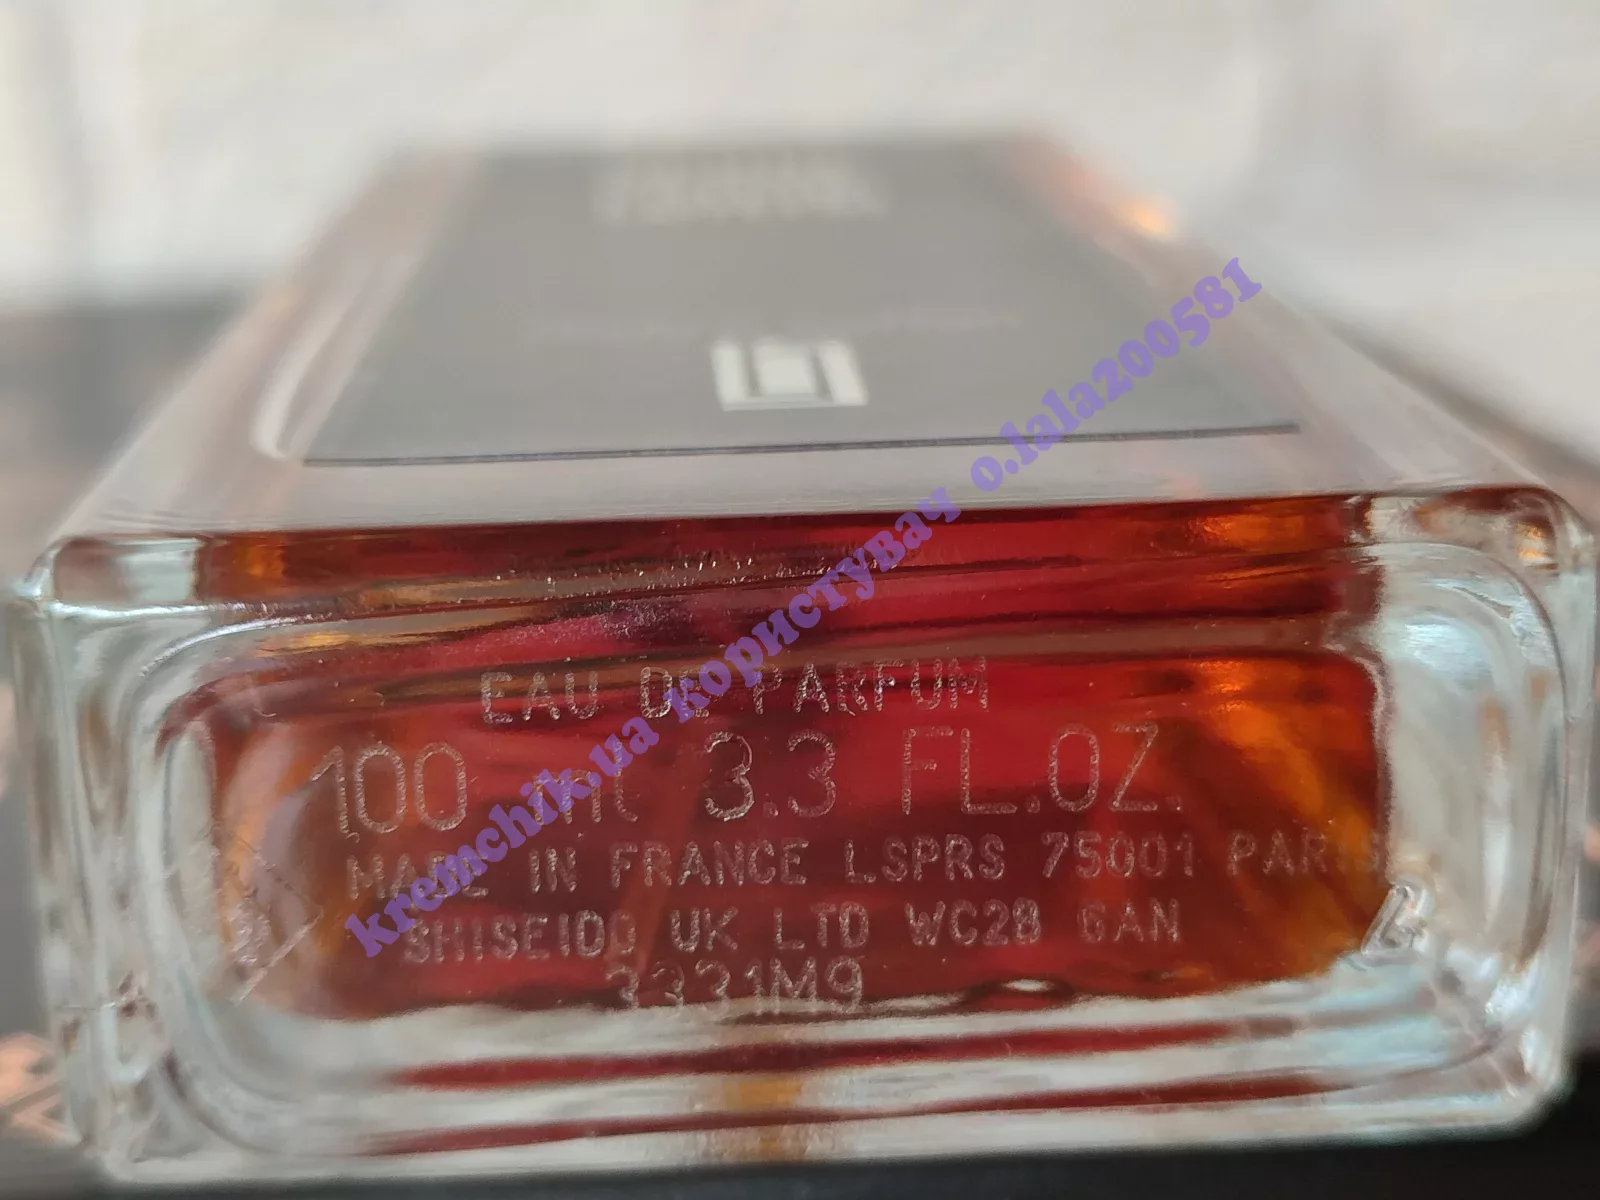 EAU DE PARFUM
100 ml 3.3 FL.OZ.
MADE IN FRANCE LSPRS 75001 PARIS
SHISEIDO UK LTD WC2B 6AN
3331M9
kremchik.ua користувач o.lala200581